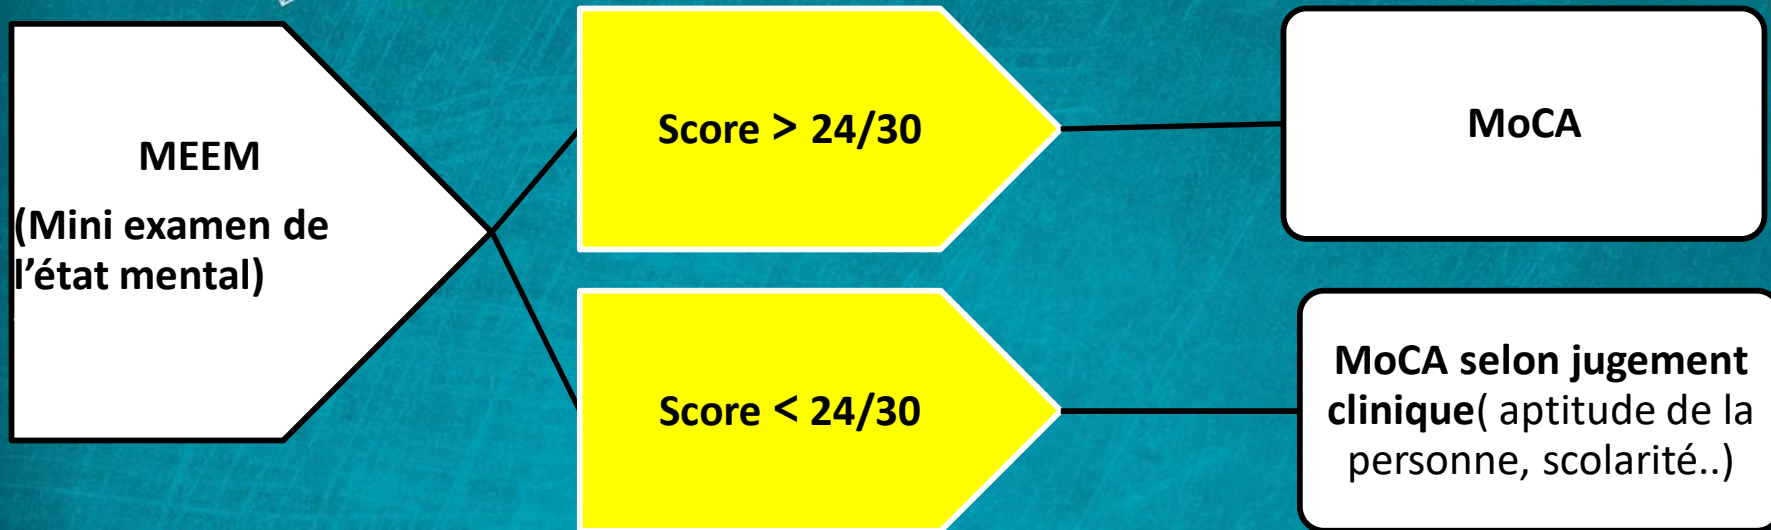 MEEM
(Mini examen de
l’état mental)
Score > 24/30
MoCA
Score < 24/30
MoCA selon jugement
clinique( aptitude de la
personne, scolarité..)